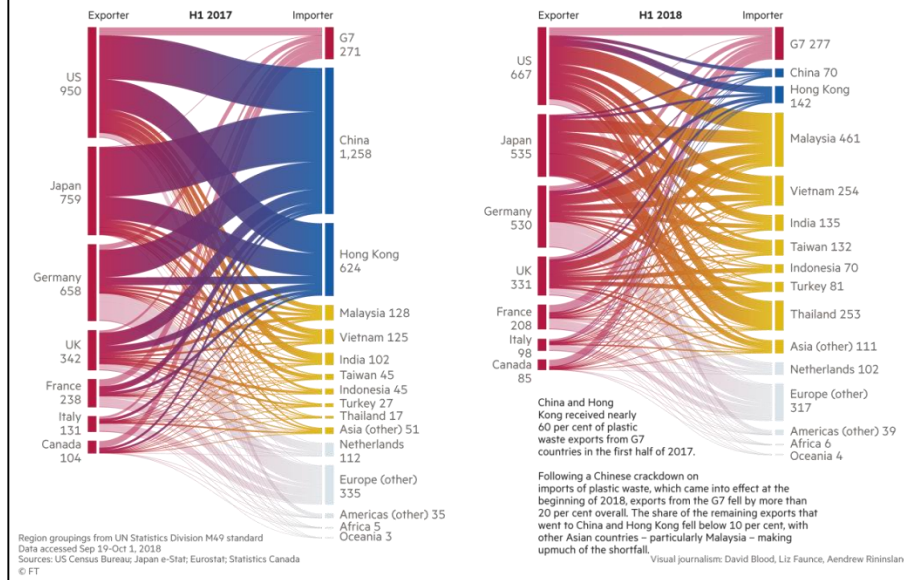 Exporter
H1 2017
Importer
US
950
Japan
759
Germany
658
UK
342
France
238
Italy
131
Canada
104
G7
271
China
1,258
Hong Kong
624
Malaysia 128
Vietnam 125
India 102
Taiwan 45
Indonesia 45
Turkey 27
Thailand 17
Asia (other) 51
Netherlands
112
Europe (other)
335
Americas (other) 35
Africa 5
Oceania 3
Region groupings from UN Statistics Division M49 standard
Data accessed Sep 19-Oct 1, 2018
Sources: US Census Bureau; Japan e-Stat; Eurostat; Statistics Canada
© FT
Exporter
H1 2018
Importer
US
667
Japan
535
Germany
530
UK
331
France
208
Italy
98
Canada
85
G7 277
China 70
Hong Kong
142
Malaysia 461
Vietnam 254
India 135
Taiwan 132
Indonesia 70
Turkey 81
Thailand 253
Asia (other) 111
Netherlands 102
Europe (other)
317
Americas (other) 39
Africa 6
Oceania 4
China and Hong
Kong received nearly
60 per cent of plastic
waste exports from G7
countries in the first half of 2017.
Following a Chinese crackdown on
imports of plastic waste, which came into effect at the
beginning of 2018, exports from the G7 fell by more than
20 per cent overall. The share of the remaining exports that
went to China and Hong Kong fell below 10 per cent, with
other Asian countries – particularly Malaysia – making
upmuch of the shortfall.
Visual journalism: David Blood, Liz Faunce, Aendrew Rininslan